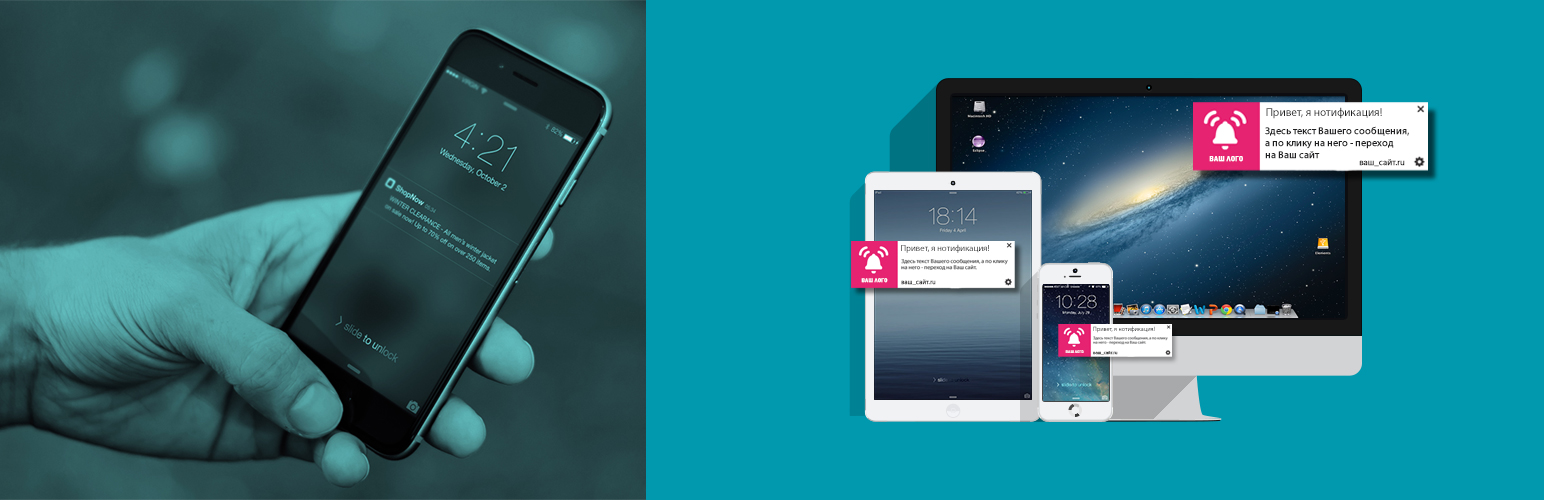 VIRGIN
82%
4:21
Wednesday, October 2
ShopNow
WINTER CLEARANCE - All men's winter jacket
on sale now! Up to 70% off on over 250 items.
slide to unlock
Macintosh HD
Привет, я нотификация!
Здесь текст Вашего сообщения,
а по клику на него - переход
на Ваш сайт
ваш_сайт.ru
ВАШ ЛОГО
18:14
Friday 4 April
Привет, я нотификация!
Здесь текст Вашего сообщения, а по клику
на него - переход на Ваш сайт.
ваш_сайт.ru
ВАШ ЛОГО
10:28
Monday, July 29
Привет, я нотификация!
Здесь текст Вашего сообщения, а по клику
на него - переход на Ваш сайт.
ваш_сайт.ru
ВАШ ЛОГО
slide to unlock